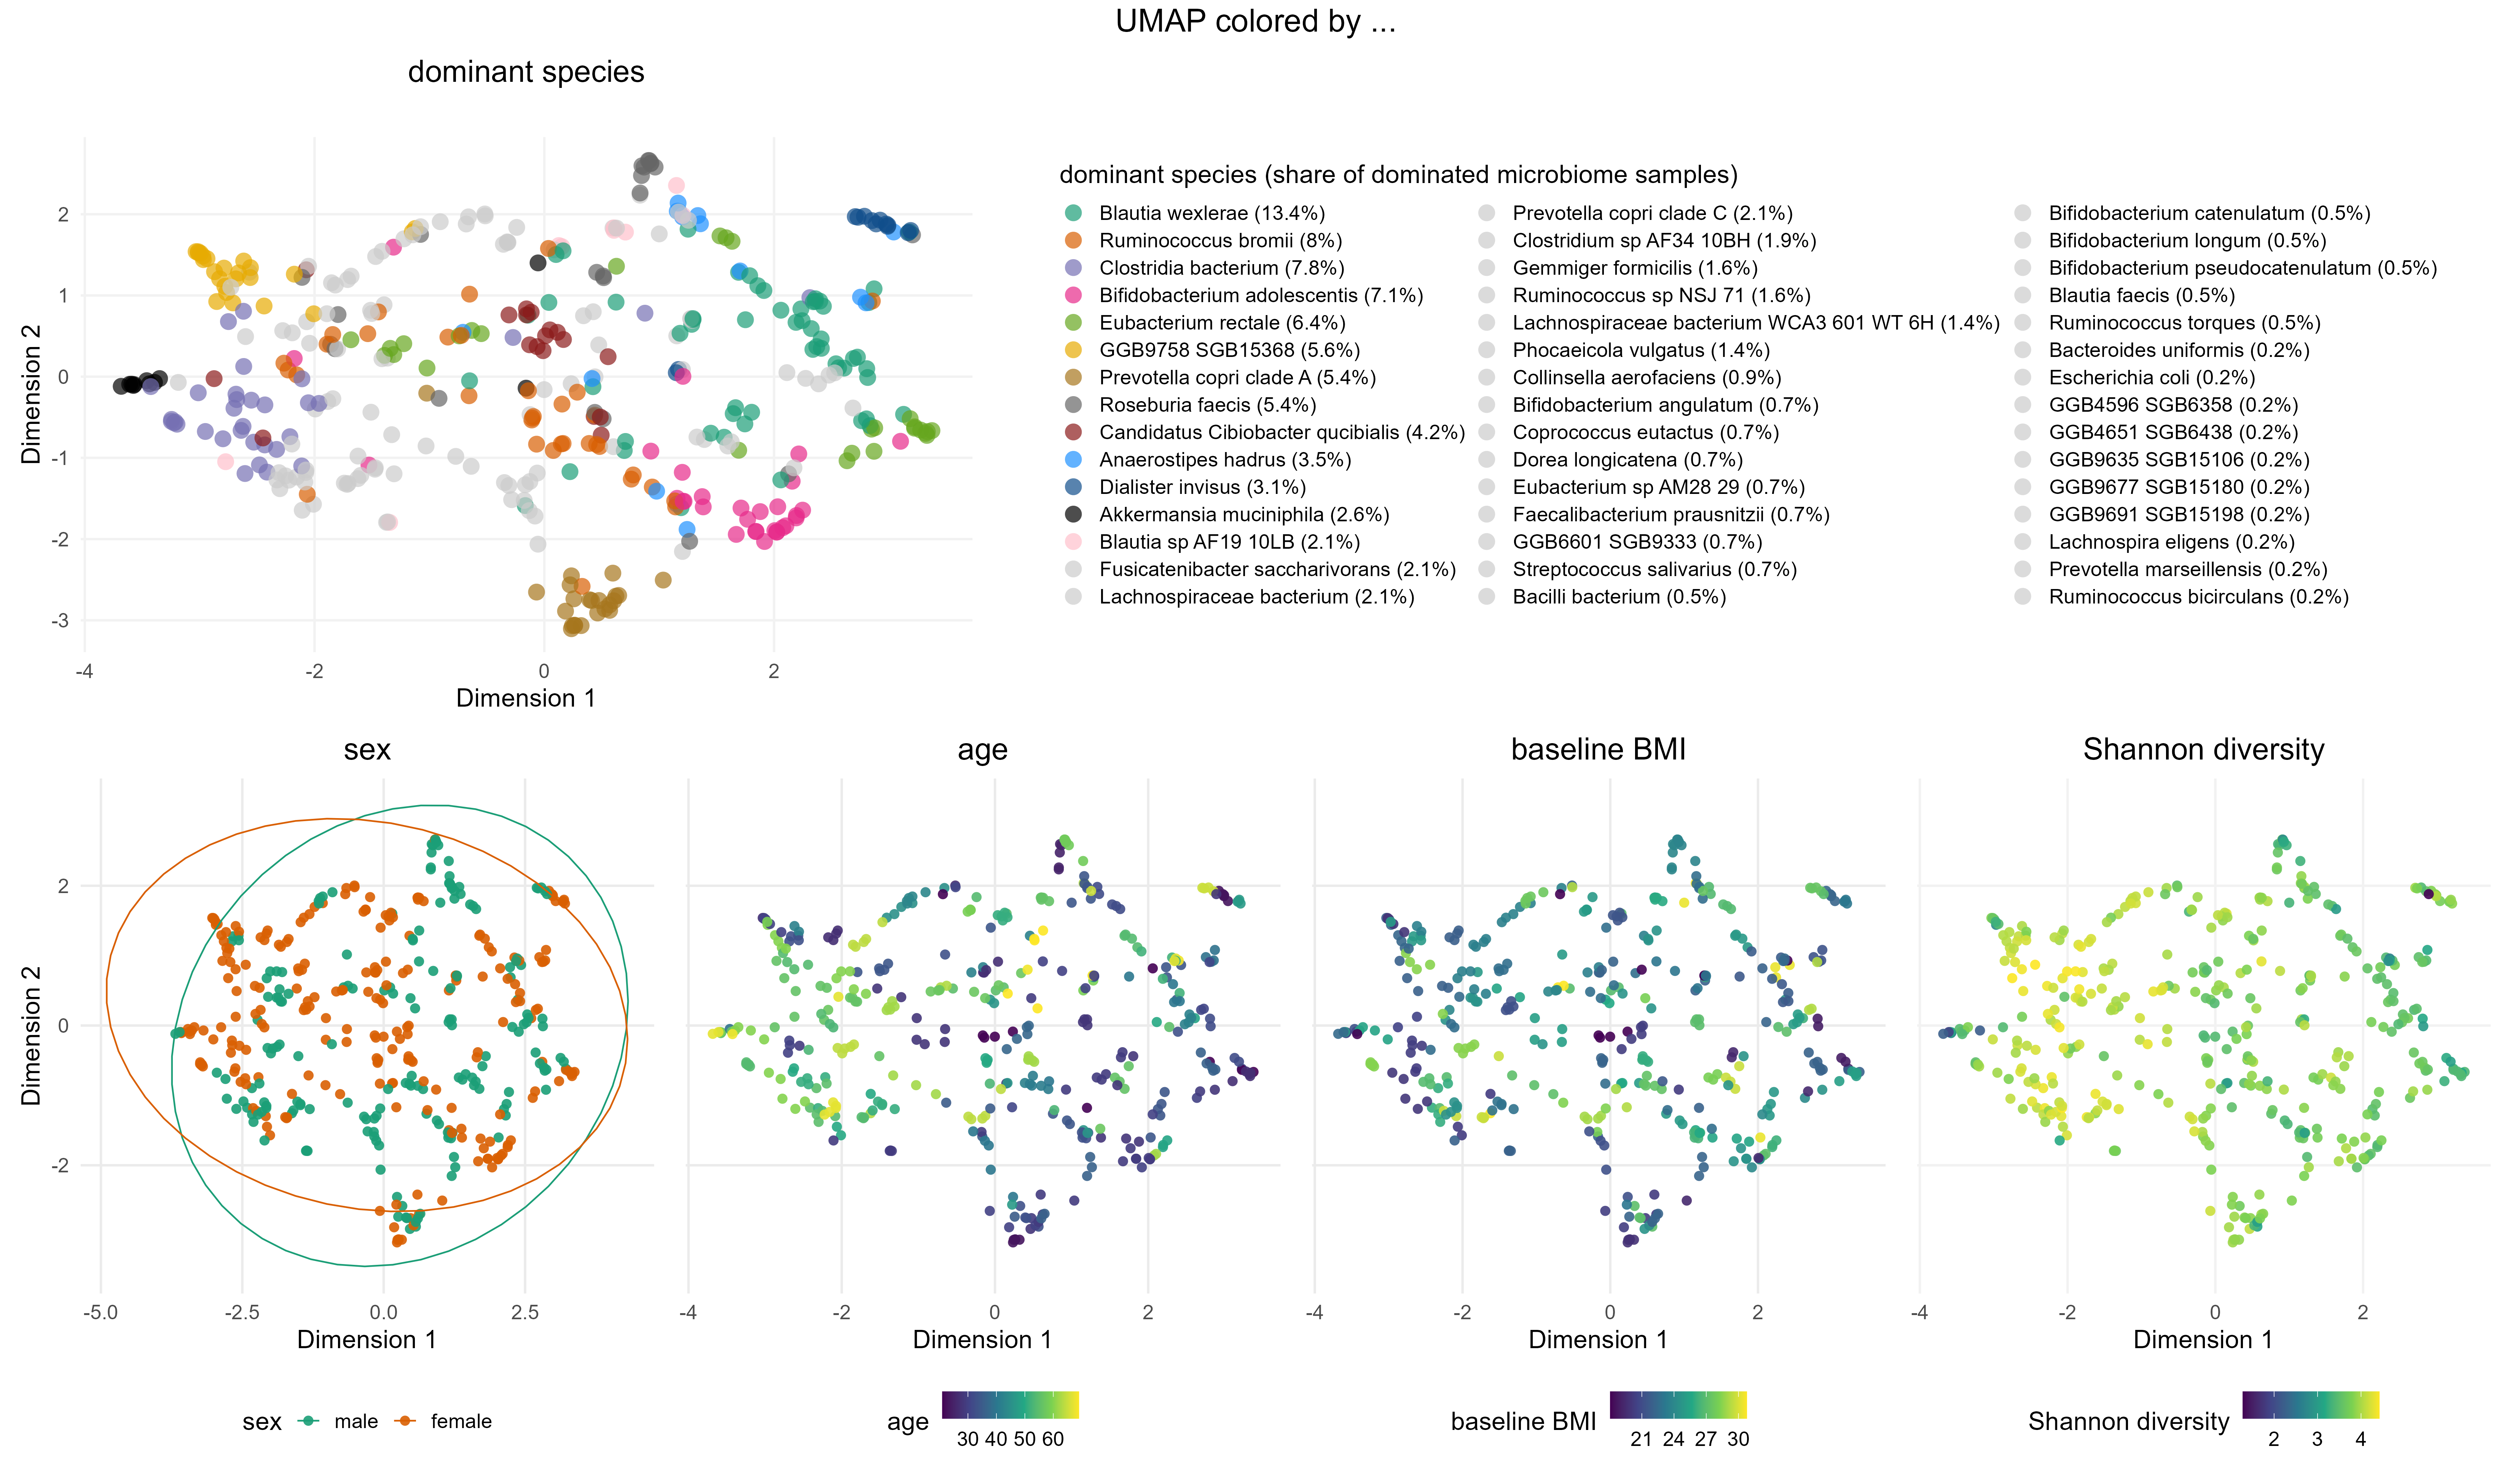 UMAP colored by ...
dominant species
2
1
0
-1
-2
-3
Dimension 2
-4 -2 0 2
Dimension 1
dominant species (share of dominated microbiome samples)
Blautia wexlerae (13.4%)
Ruminococcus bromii (8%)
Clostridia bacterium (7.8%)
Bifidobacterium adolescentis (7.1%)
Eubacterium rectale (6.4%)
GGB9758 SGB15368 (5.6%)
Prevotella copri clade A (5.4%)
Roseburia faecis (5.4%)
Candidatus Cibiobacter qucibialis (4.2%)
Anaerostipes hadrus (3.5%)
Dialister invisus (3.1%)
Akkermansia muciniphila (2.6%)
Blautia sp AF19 10LB (2.1%)
Fusicatenibacter saccharivorans (2.1%)
Lachnospiraceae bacterium (2.1%)
Prevotella copri clade C (2.1%)
Clostridium sp AF34 10BH (1.9%)
Gemmiger formicilis (1.6%)
Ruminococcus sp NSJ 71 (1.6%)
Lachnospiraceae bacterium WCA3 601 WT 6H (1.4%)
Phocaeicola vulgatus (1.4%)
Collinsella aerofaciens (0.9%)
Bifidobacterium angulatum (0.7%)
Coprococcus eutactus (0.7%)
Dorea longicatena (0.7%)
Eubacterium sp AM28 29 (0.7%)
Faecalibacterium prausnitzii (0.7%)
GGB6601 SGB9333 (0.7%)
Streptococcus salivarius (0.7%)
Bacilli bacterium (0.5%)
Bifidobacterium catenulatum (0.5%)
Bifidobacterium longum (0.5%)
Bifidobacterium pseudocatenulatum (0.5%)
Blautia faecis (0.5%)
Ruminococcus torques (0.5%)
Bacteroides uniformis (0.2%)
Escherichia coli (0.2%)
GGB4596 SGB6358 (0.2%)
GGB4651 SGB6438 (0.2%)
GGB9635 SGB15106 (0.2%)
GGB9677 SGB15180 (0.2%)
GGB9691 SGB15198 (0.2%)
Lachnospira eligens (0.2%)
Prevotella marseillensis (0.2%)
Ruminococcus bicirculans (0.2%)
sex
2
0
-2
Dimension 2
-5.0 -2.5 0.0 2.5
Dimension 1
sex male female
age
-4 -2 0 2
Dimension 1
age
30 40 50 60
baseline BMI
-4 -2 0 2
Dimension 1
baseline BMI
21 24 27 30
Shannon diversity
-4 -2 0 2
Dimension 1
Shannon diversity
2 3 4